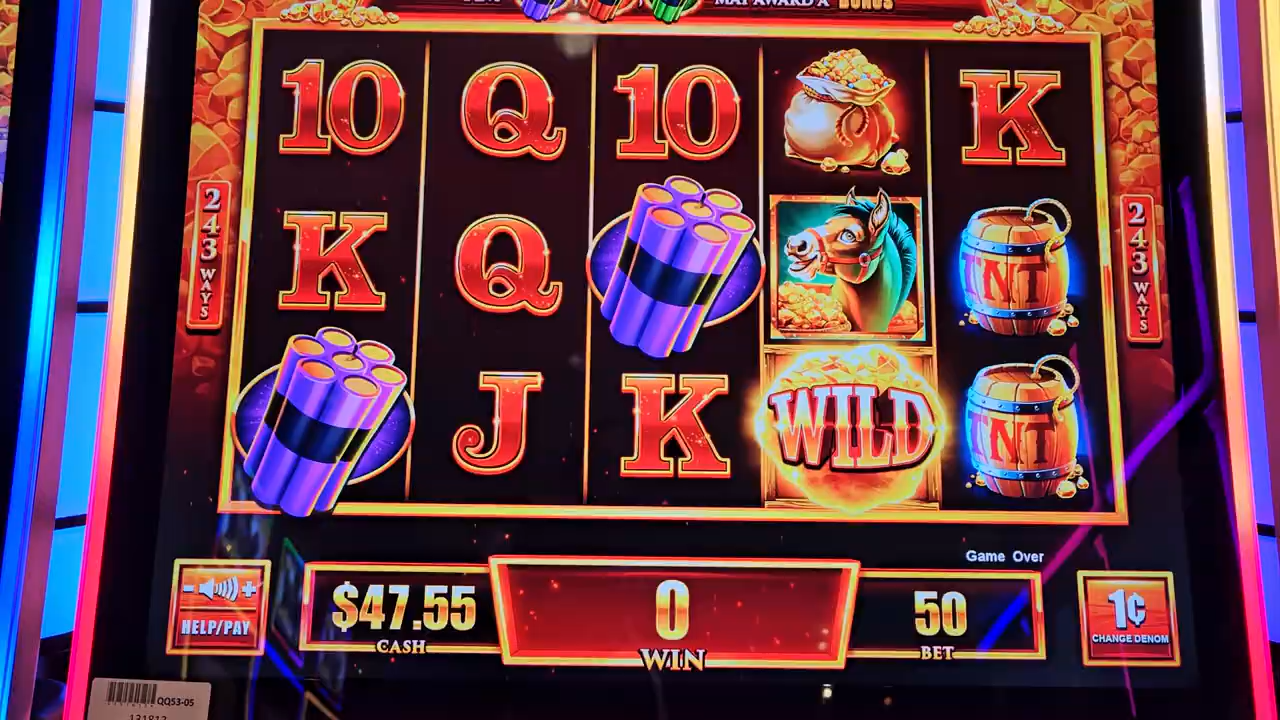 MAY AWARD A BONUS
10 Q 10 K
K Q TNT
J K WILD TNT
243 WAYS
243 WAYS
Game Over
- +
HELP/PAY
$47.55
CASH
0
WIN
50
BET
1¢
CHANGE DENOM
QQ53-05